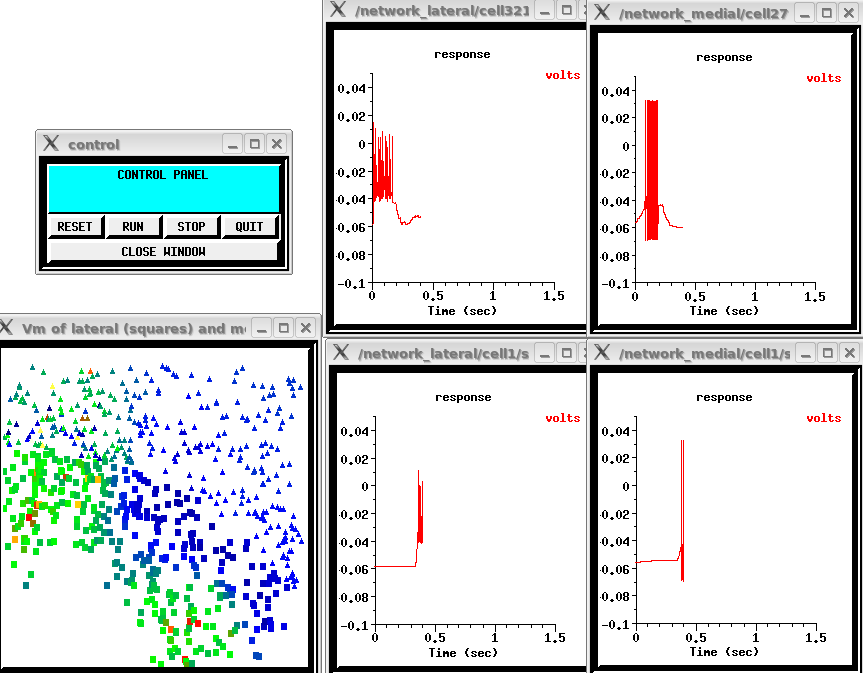 control
CONTROL PANEL
RESET RUN STOP QUIT
CLOSE WINDOW
/network_lateral/cell321
response
volts
0.04
0.02
0
-0.02
-0.04
-0.06
-0.08
-0.1
0 0.5 1 1.5
Time (sec)
/network_medial/cell27
response
volts
0.04
0.02
0
-0.02
-0.04
-0.06
-0.08
-0.1
0 0.5 1 1.5
Time (sec)
Vm of lateral (squares) and
/network_lateral/cell1/s
response
volts
0.04
0.02
0
-0.02
-0.04
-0.06
-0.08
-0.1
0 0.5 1 1.5
Time (sec)
/network_medial/cell1/s
response
volts
0.04
0.02
0
-0.02
-0.04
-0.06
-0.08
-0.1
0 0.5 1 1.5
Time (sec)